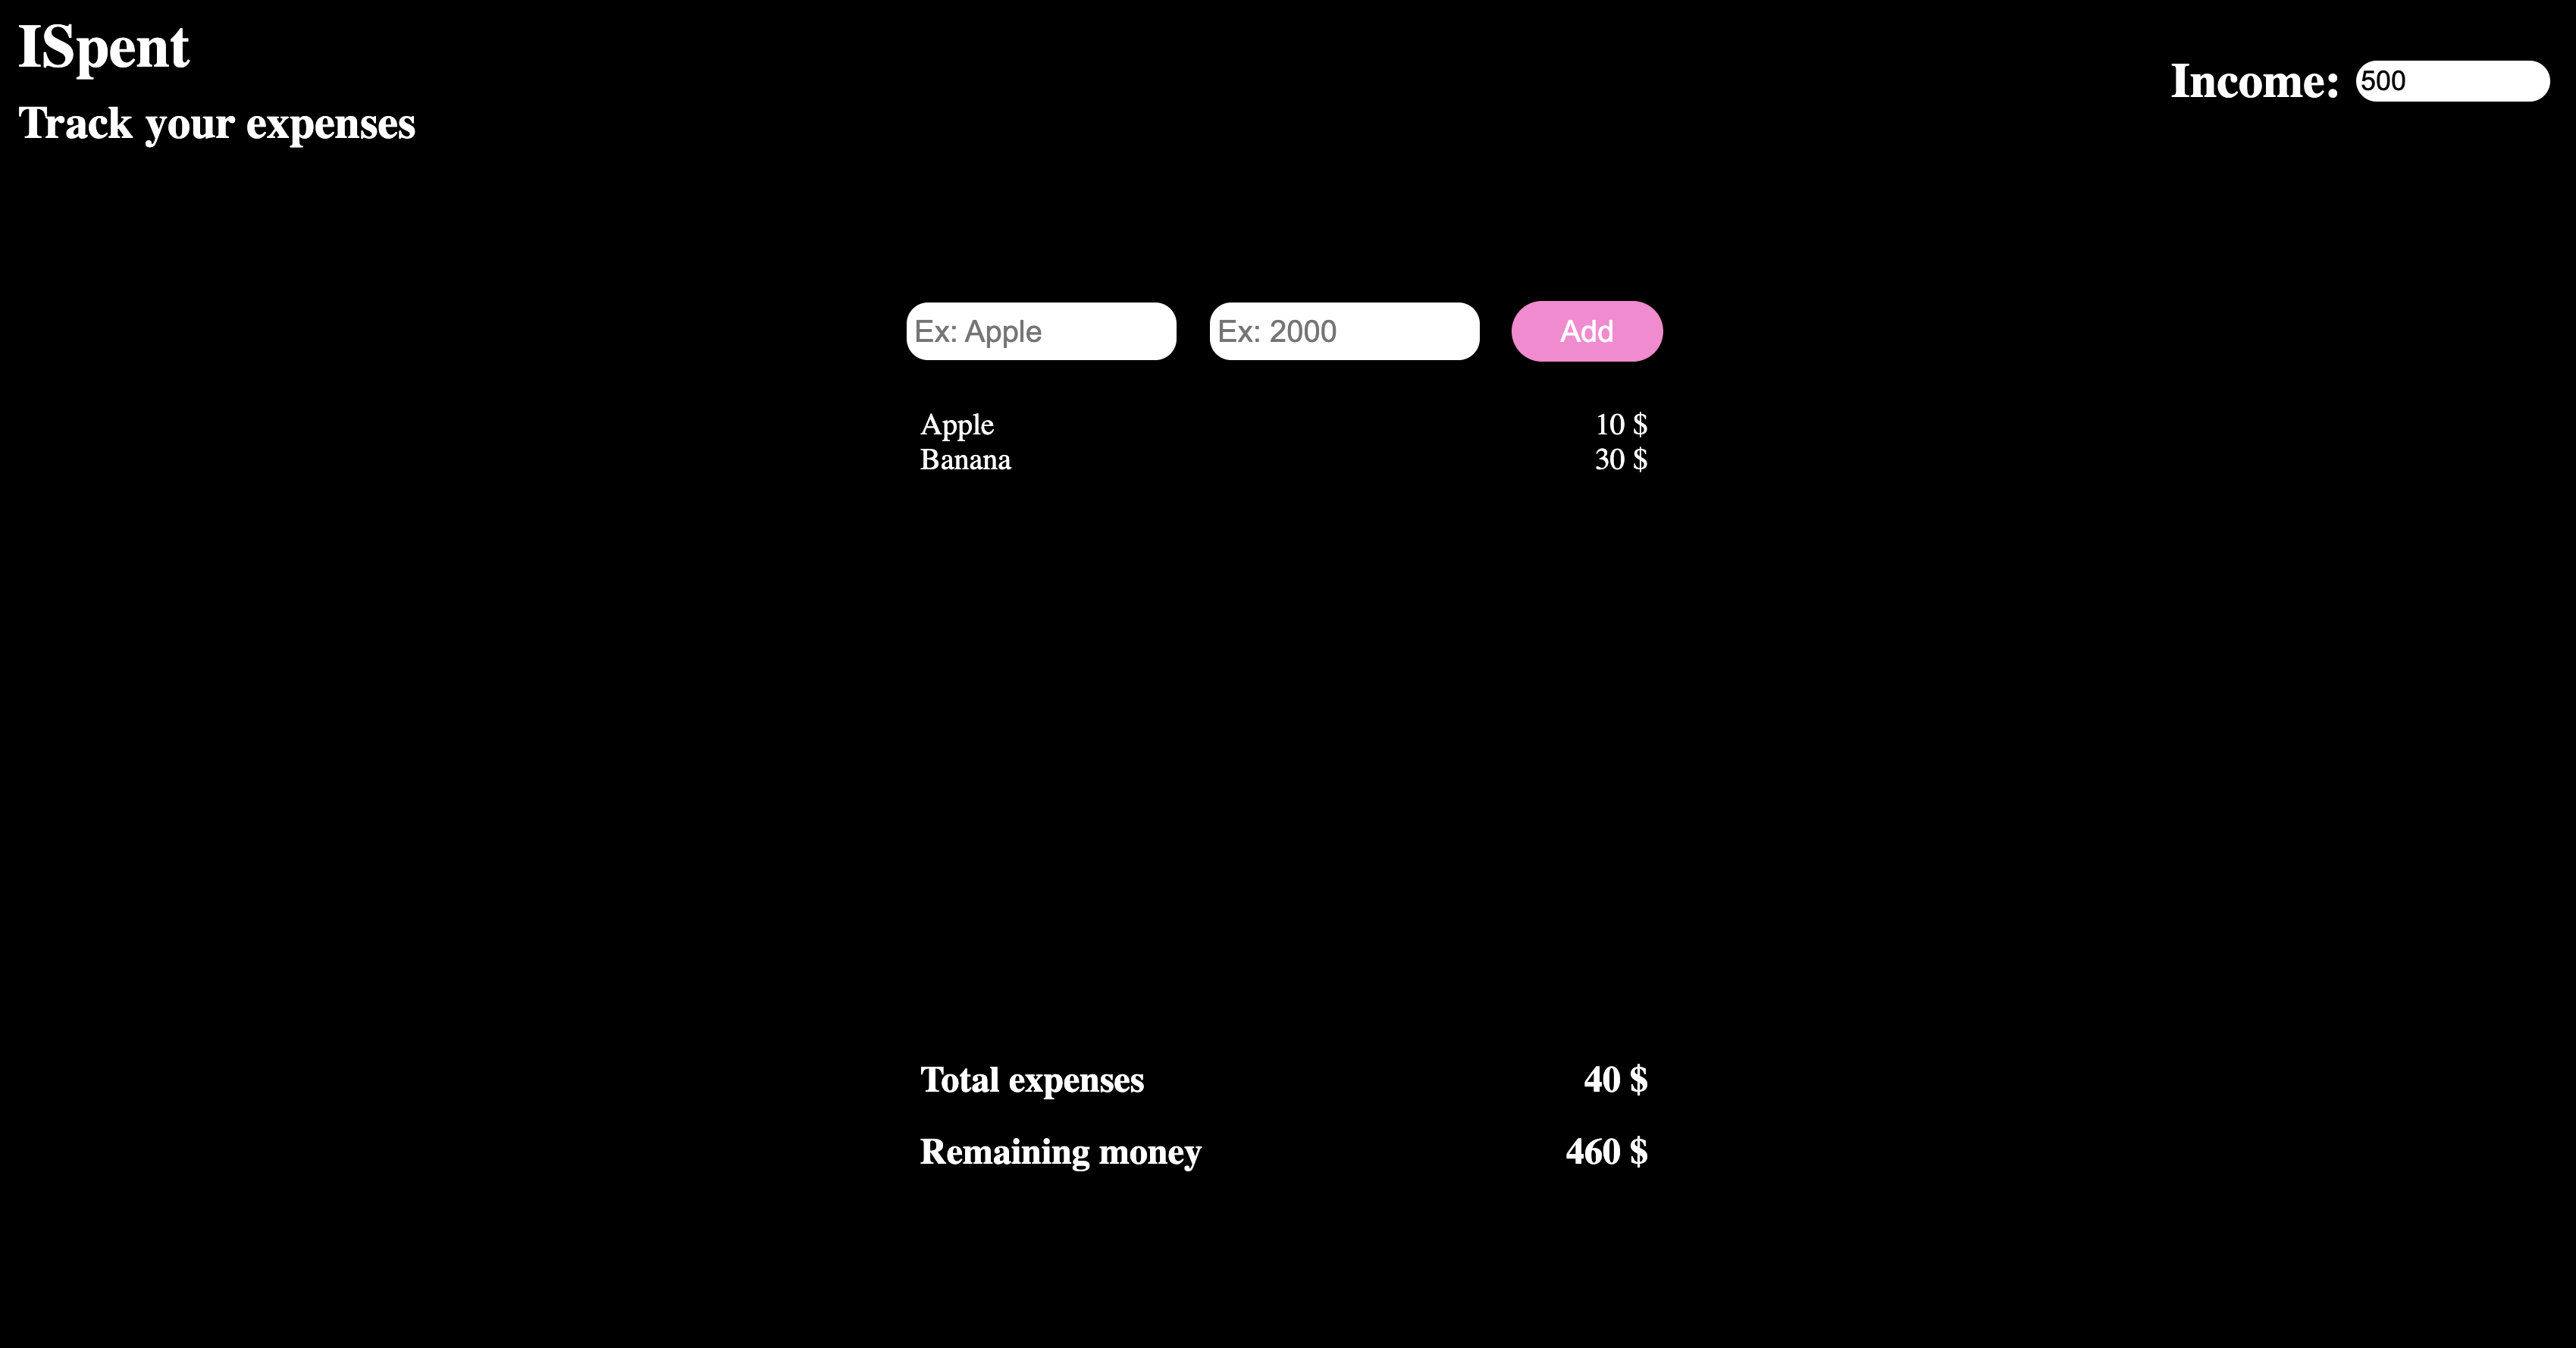 ISpent
Track your expenses
Income: 500
Ex: Apple Ex: 2000 Add
Apple 10 $
Banana 30 $
Total expenses 40 $
Remaining money 460 $